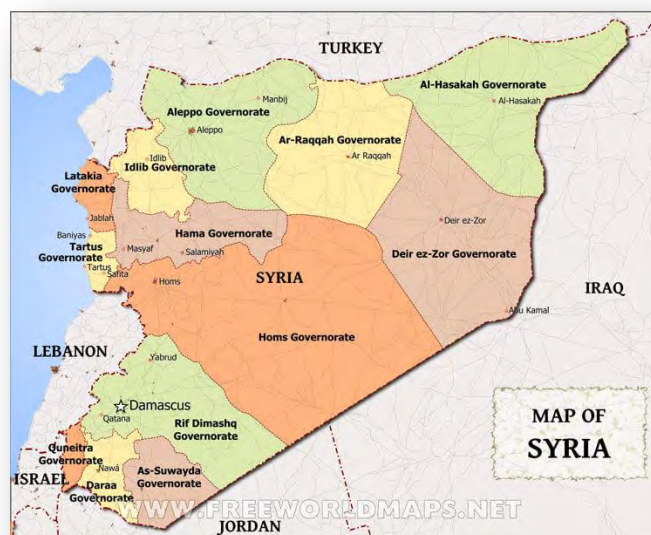 TURKEY
Al-Hasakah Governorate
Al-Hasakah
Manbij
Aleppo Governorate
Aleppo
Ar-Raqqah Governorate
Ar Raqqah
Idlib
Idlib Governorate
Latakia
Governorate
Jablah
Baniyas
Tartus
Governorate
Tartus
Safita
Hama Governorate
Masyaf
Salamiyah
Deir ez-Zor
Deir ez-Zor Governorate
SYRIA
Homs
IRAQ
Abu Kamal
Homs Governorate
LEBANON
Yabrud
Damascus
Qatana
Rif Dimashq
Governorate
Quneitra
Governorate
ISRAEL
Nawá
Daraa
Governorate
As-Suwayda
Governorate
MAP OF
SYRIA
WWW.FREEWORLDMAPS.NET
JORDAN